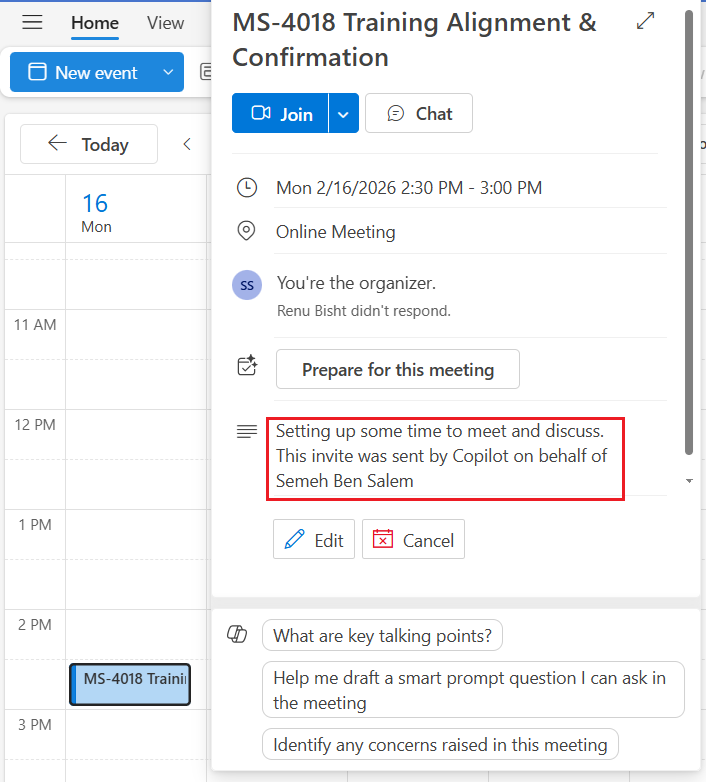 Home
View
New event
Today
16
Mon
11 AM
12 PM
1 PM
2 PM
3 PM
MS-4018 Trainin
MS-4018 Training Alignment &
Confirmation
Join
Chat
Mon 2/16/2026 2:30 PM - 3:00 PM
Online Meeting
SS
You're the organizer.
Renu Bisht didn't respond.
Prepare for this meeting
Setting up some time to meet and discuss.
This invite was sent by Copilot on behalf of
Semeh Ben Salem
Edit
Cancel
What are key talking points?
Help me draft a smart prompt question I can ask in
the meeting
Identify any concerns raised in this meeting